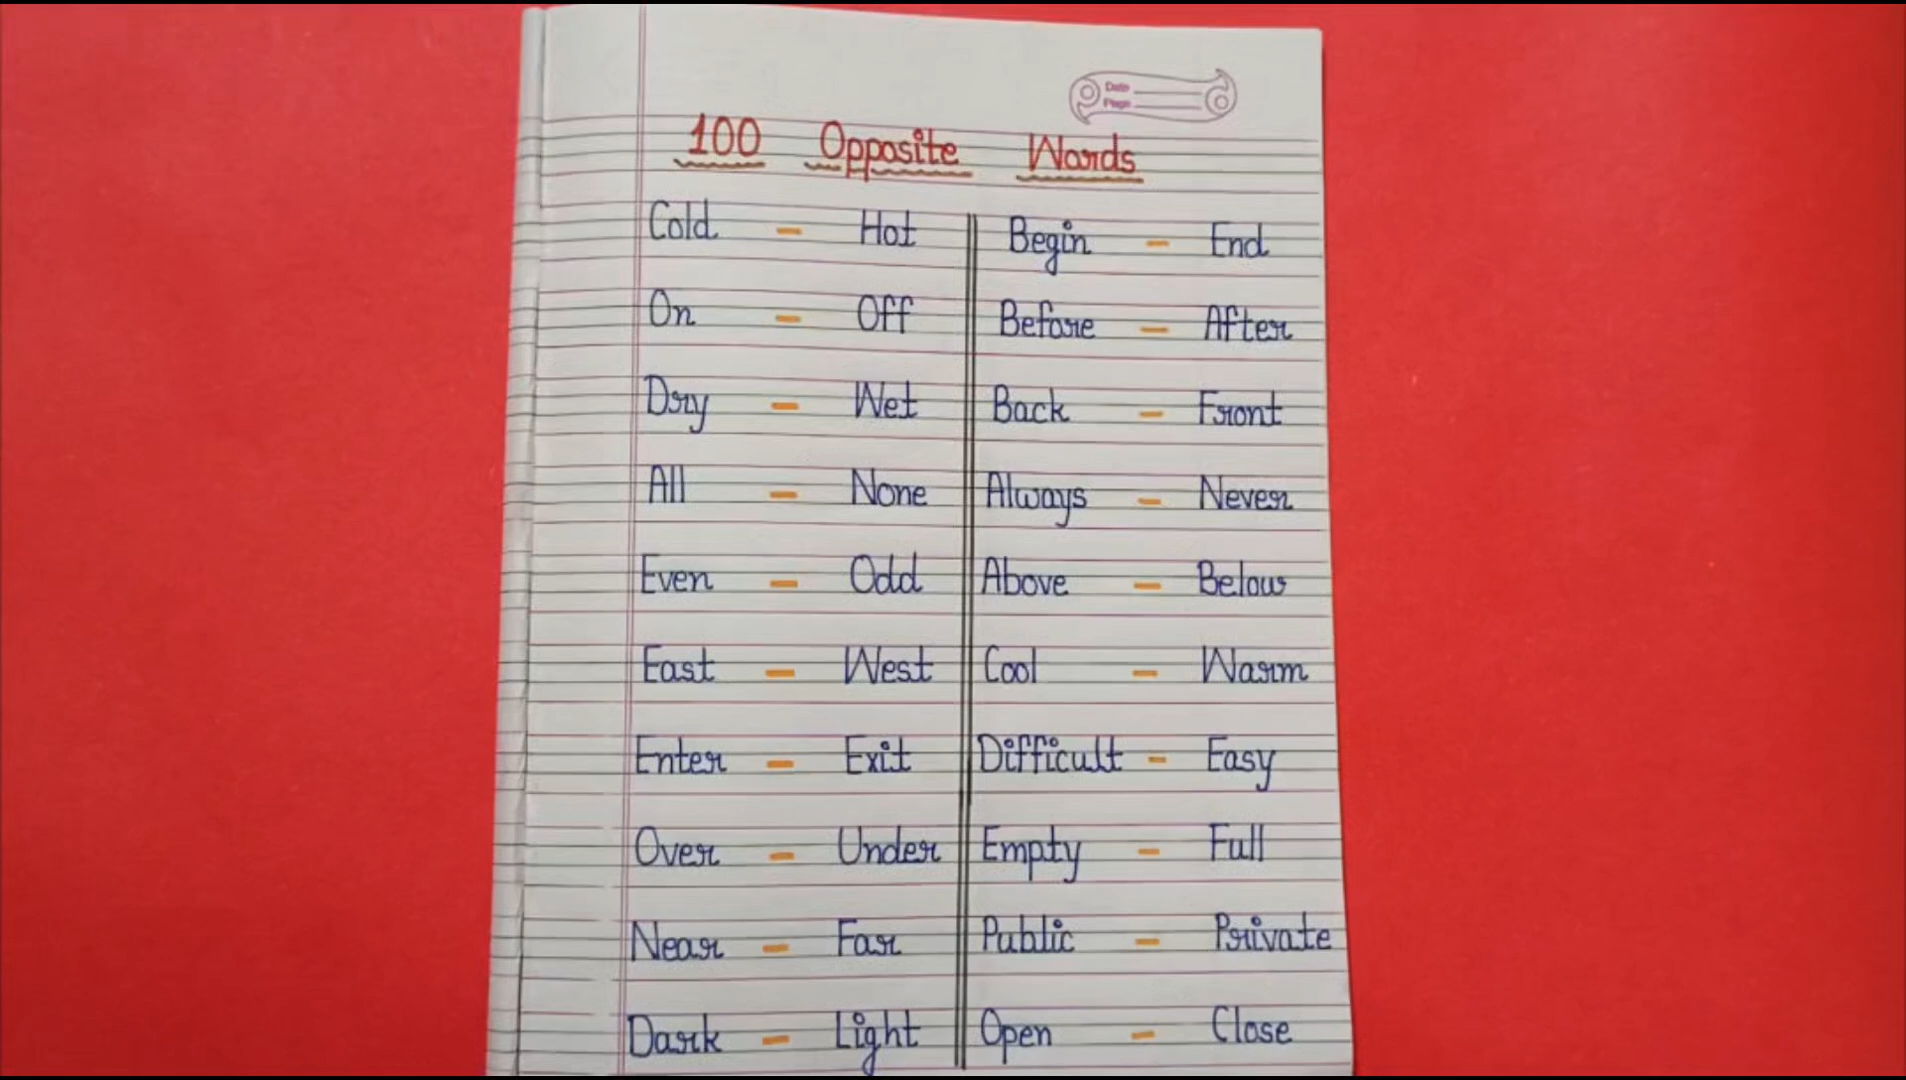 Date
Page
100 Opposite Words
Cold - Hot
On - Off
Dry - Wet
All - None
Even - Odd
East - West
Enter - Exit
Over - Under
Near - Far
Dark - Light
Begin - End
Before - After
Back - Front
Always - Never
Above - Below
Cool - Warm
Difficult - Easy
Empty - Full
Public - Private
Open - Close